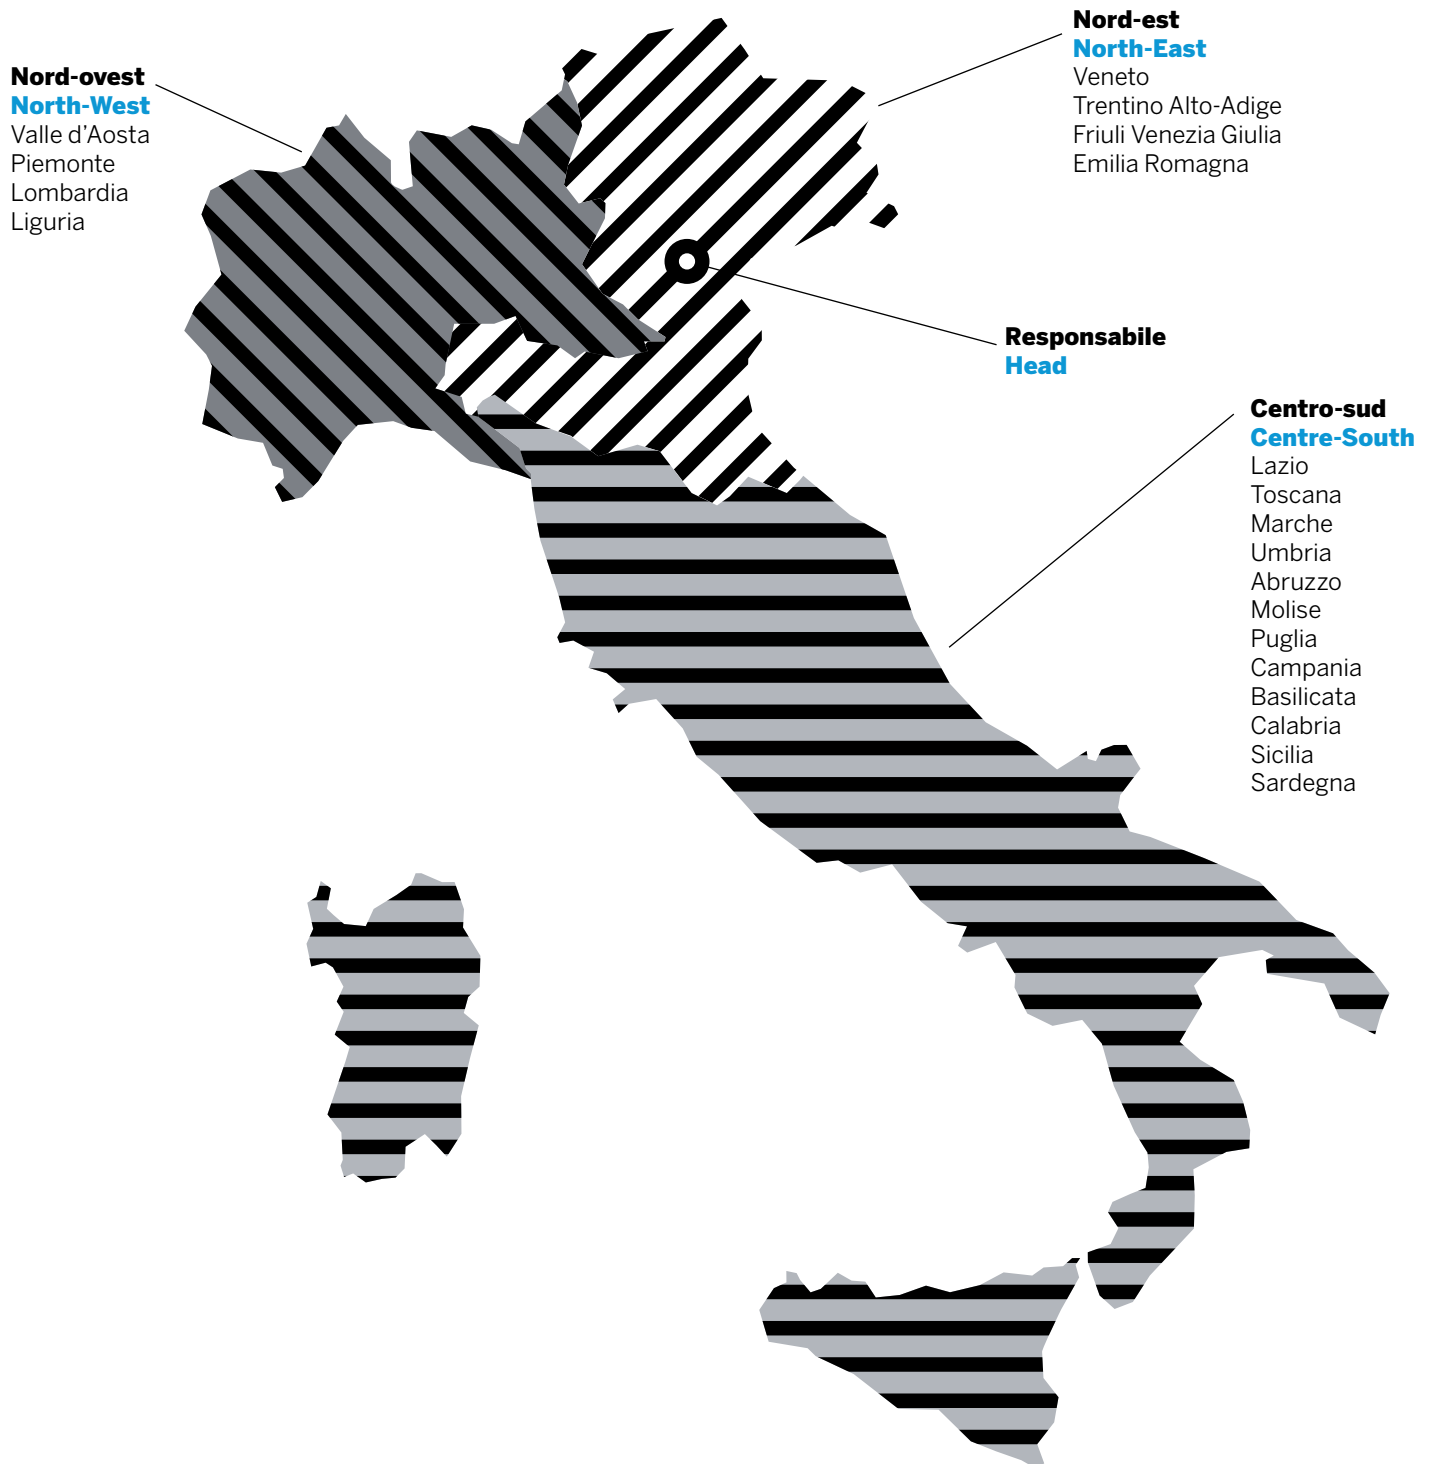 Nord-ovest
North-West
Valle d'Aosta
Piemonte
Lombardia
Liguria
Nord-est
North-East
Veneto
Trentino Alto-Adige
Friuli Venezia Giulia
Emilia Romagna
Responsabile
Head
Centro-sud
Centre-South
Lazio
Toscana
Marche
Umbria
Abruzzo
Molise
Puglia
Campania
Basilicata
Calabria
Sicilia
Sardegna